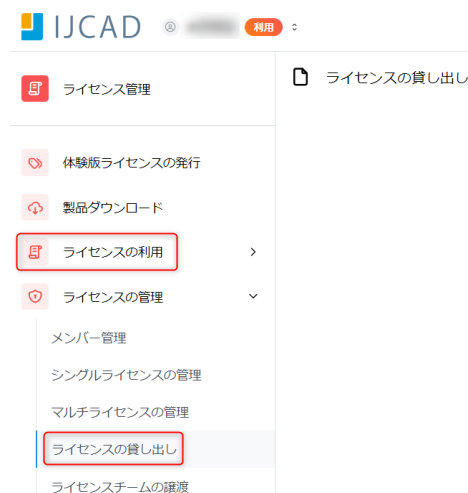 IJCAD
利用
ライセンス管理
ライセンスの貸し出し
体験版ライセンスの発行
製品ダウンロード
ライセンスの利用
ライセンスの管理
メンバー管理
シングルライセンスの管理
マルチライセンスの管理
ライセンスの貸し出し
ライセンスチームの譲渡